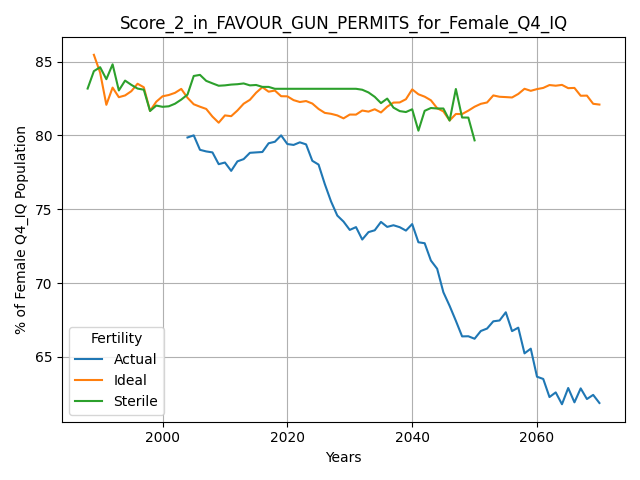 Score_2_in_FAVOUR_GUN_PERMITS_for_Female_Q4_IQ
% of Female Q4_IQ Population
85
80
75
70
65
Fertility
Actual
Ideal
Sterile
2000 2020 2040 2060
Years